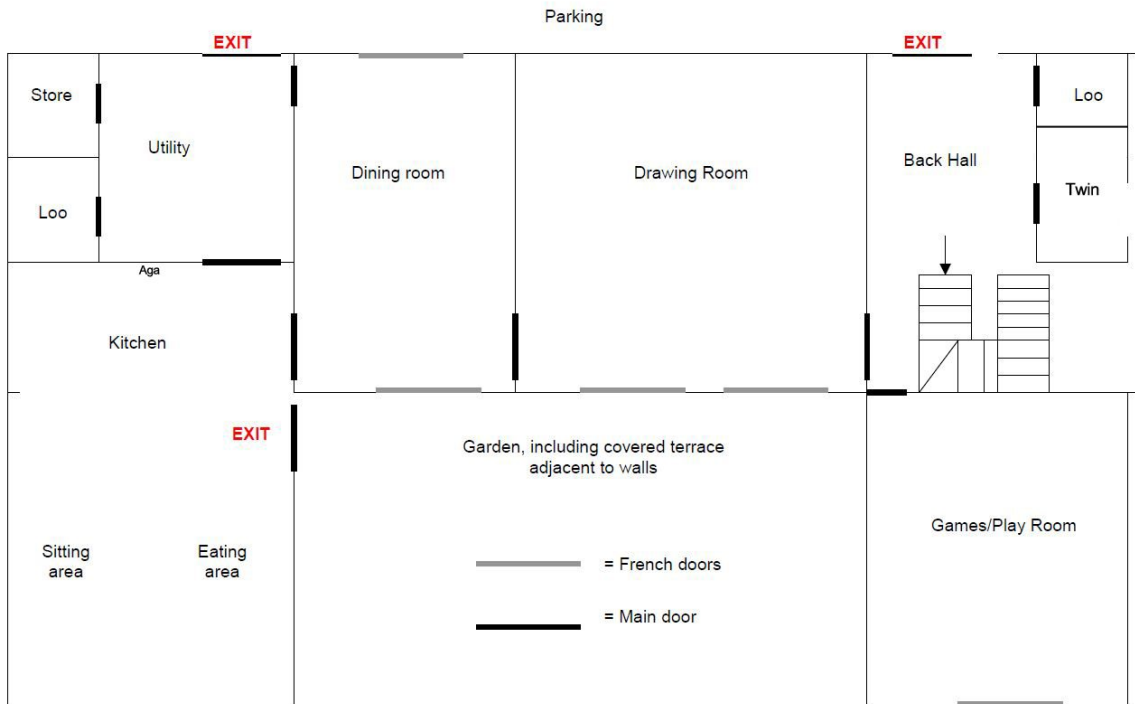 Parking
EXIT
EXIT
Store
Loo
Utility
Dining room
Drawing Room
Back Hall
Loo
Twin
Loo
Aga
Kitchen
EXIT
Garden, including covered terrace
adjacent to walls
Games/Play Room
Sitting
area
Eating
area
= French doors
= Main door